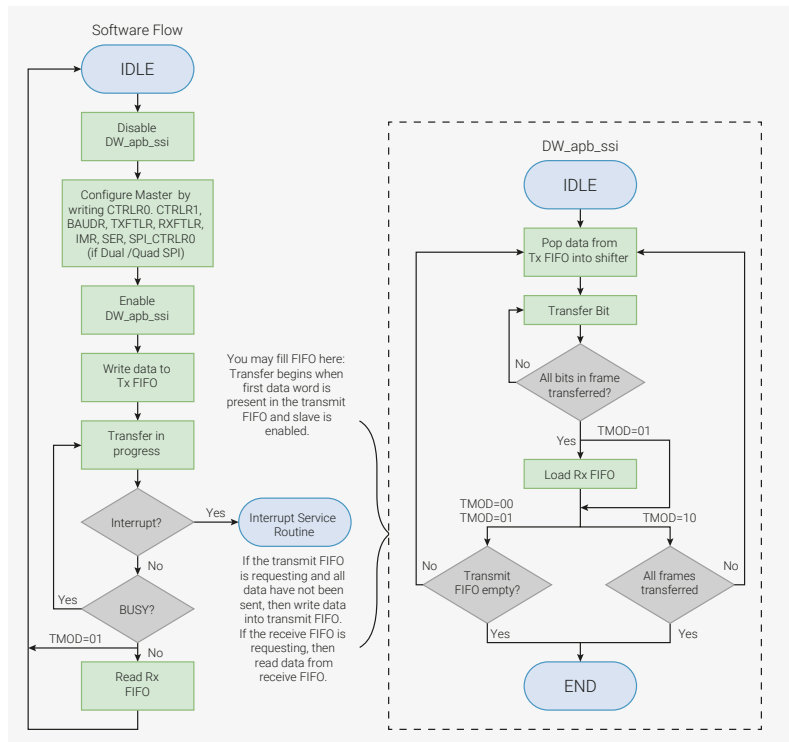 Software Flow
IDLE
Disable
DW_apb_ssi
Configure Master by
writing CTRLR0. CTRLR1,
BAUDR, TXFTLR, RXFTLR,
IMR, SER, SPI_CTRLR0
(if Dual /Quad SPI)
Enable
DW_apb_ssi
Write data to
Tx FIFO
Transfer in
progress
Interrupt?
Yes
No
Interrupt Service
Routine
BUSY?
Yes
TMOD=01
No
Read Rx
FIFO
You may fill FIFO here:
Transfer begins when
first data word is
present in the transmit
FIFO and slave is
enabled.
If the transmit FIFO
is requesting and all
data have not been
sent, then write data
into transmit FIFO.
If the receive FIFO is
requesting, then
read data from
receive FIFO.
DW_apb_ssi
IDLE
Pop data from
Tx FIFO into shifter
Transfer Bit
No
All bits in frame
transferred?
Yes
TMOD=01
Load Rx FIFO
TMOD=00
TMOD=01
TMOD=10
No
Transmit
FIFO empty?
All frames
transferred
No
Yes
Yes
END